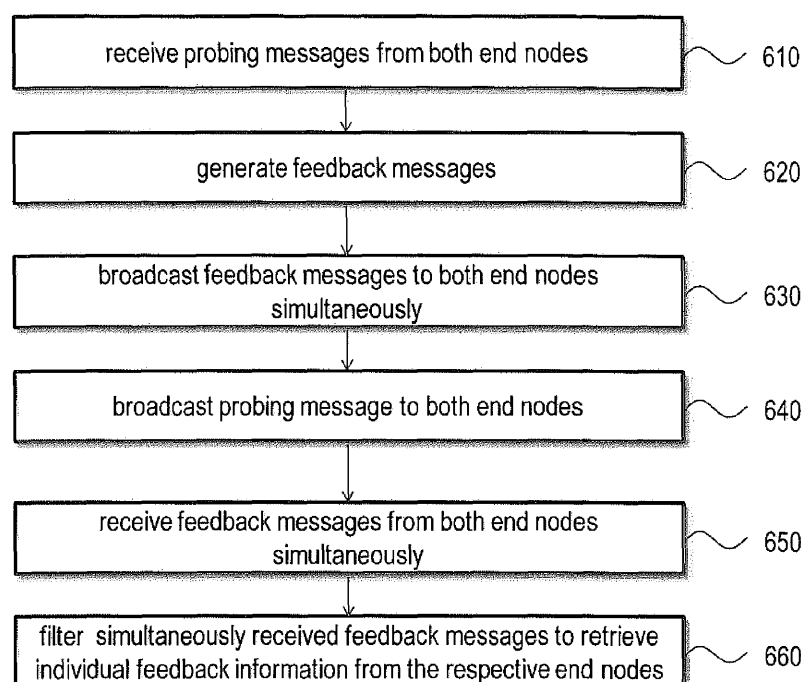 receive probing messages from both end nodes
610
generate feedback messages
620
broadcast feedback messages to both end nodes
simultaneously
630
broadcast probing message to both end nodes
640
receive feedback messages from both end nodes
simultaneously
650
filter simultaneously received feedback messages to retrieve
individual feedback information from the respective end nodes
660